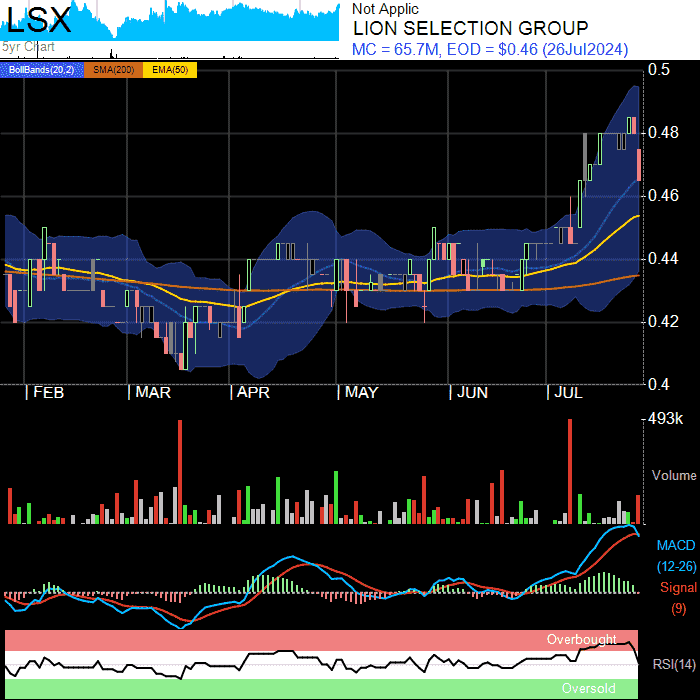 LSX
5yr Chart
Not Applic
LION SELECTION GROUP
MC = 65.7M, EOD = $0.46 (26Jul2024)
BollBands(20,2) SMA(200) EMA(50)
0.5
0.48
0.46
0.44
0.42
0.4
FEB MAR APR MAY JUN JUL
493k
Volume
MACD
(12-26)
Signal
(9)
Overbought
RSI(14)
Oversold